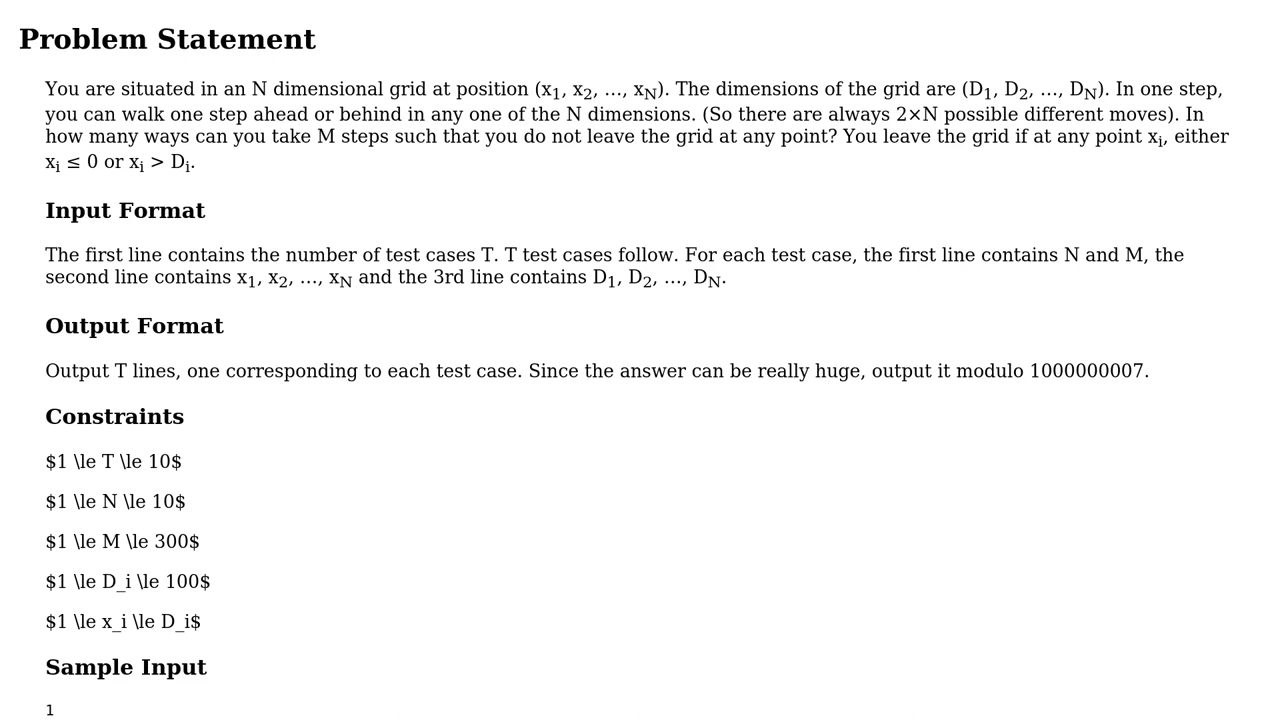 Problem Statement
You are situated in an N dimensional grid at position (x1, x2, ..., xN). The dimensions of the grid are (D1, D2, ..., DN). In one step,
you can walk one step ahead or behind in any one of the N dimensions. (So there are always 2×N possible different moves). In
how many ways can you take M steps such that you do not leave the grid at any point? You leave the grid if at any point xi, either
xi ≤ 0 or xi > Di.
Input Format
The first line contains the number of test cases T. T test cases follow. For each test case, the first line contains N and M, the
second line contains x1, x2, ..., xN and the 3rd line contains D1, D2, ..., DN.
Output Format
Output T lines, one corresponding to each test case. Since the answer can be really huge, output it modulo 1000000007.
Constraints
$1 \le T \le 10$
$1 \le N \le 10$
$1 \le M \le 300$
$1 \le D_i \le 100$
$1 \le x_i \le D_i$
Sample Input
1